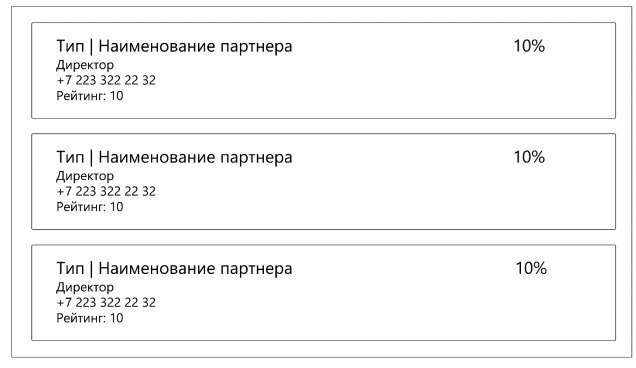 Тип | Наименование партнера 10%
Директор
+7 223 322 22 32
Рейтинг: 10
Тип | Наименование партнера 10%
Директор
+7 223 322 22 32
Рейтинг: 10
Тип | Наименование партнера 10%
Директор
+7 223 322 22 32
Рейтинг: 10